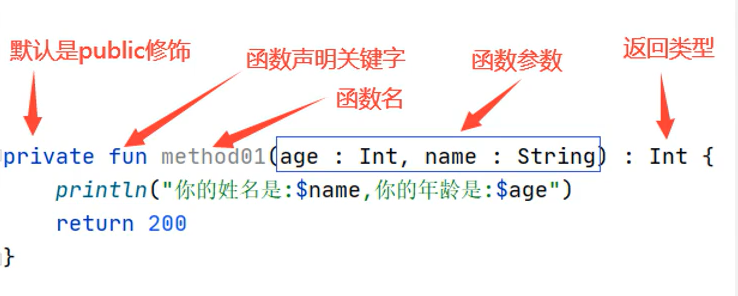 默认是public修饰
函数声明关键字
函数名
函数参数
返回类型
private fun method01(age : Int, name : String) : Int {
println("你的姓名是:$name,你的年龄是:$age")
return 200
}